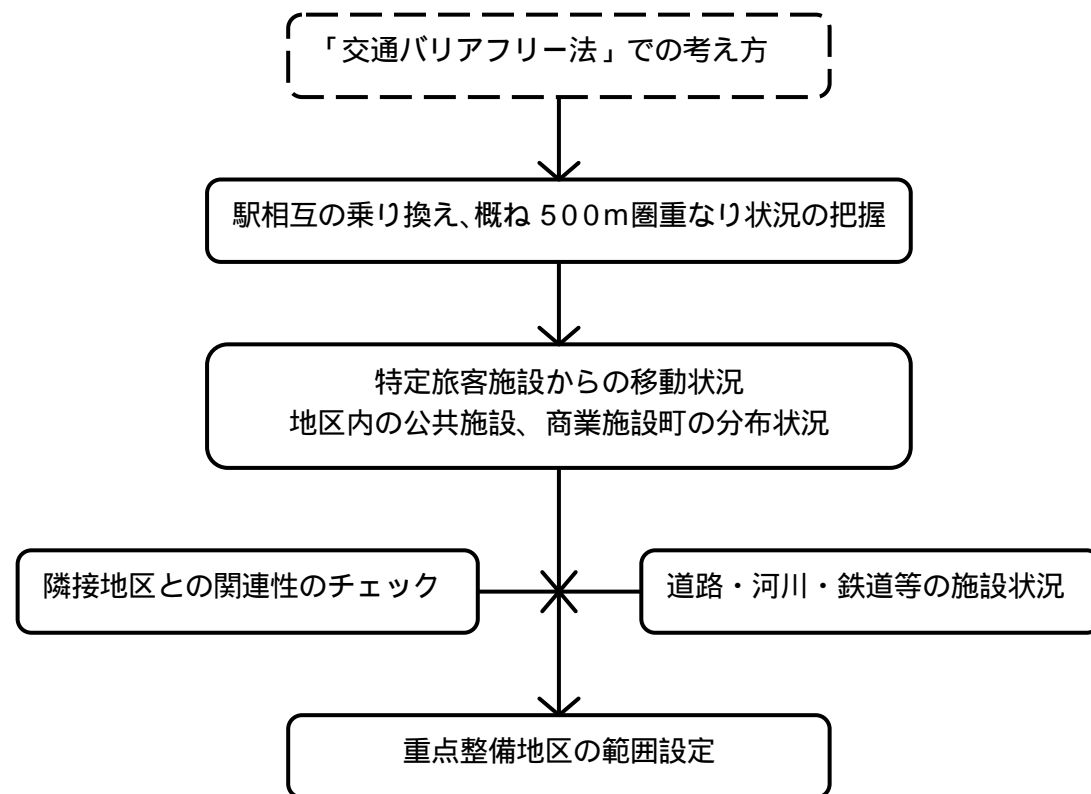 「交通バリアフリー法」での考え方
駅相互の乗り換え、概ね 500m圏重なり状況の把握
特定旅客施設からの移動状況
地区内の公共施設、商業施設町の分布状況
隣接地区との関連性のチェック
道路・河川・鉄道等の施設状況
重点整備地区の範囲設定